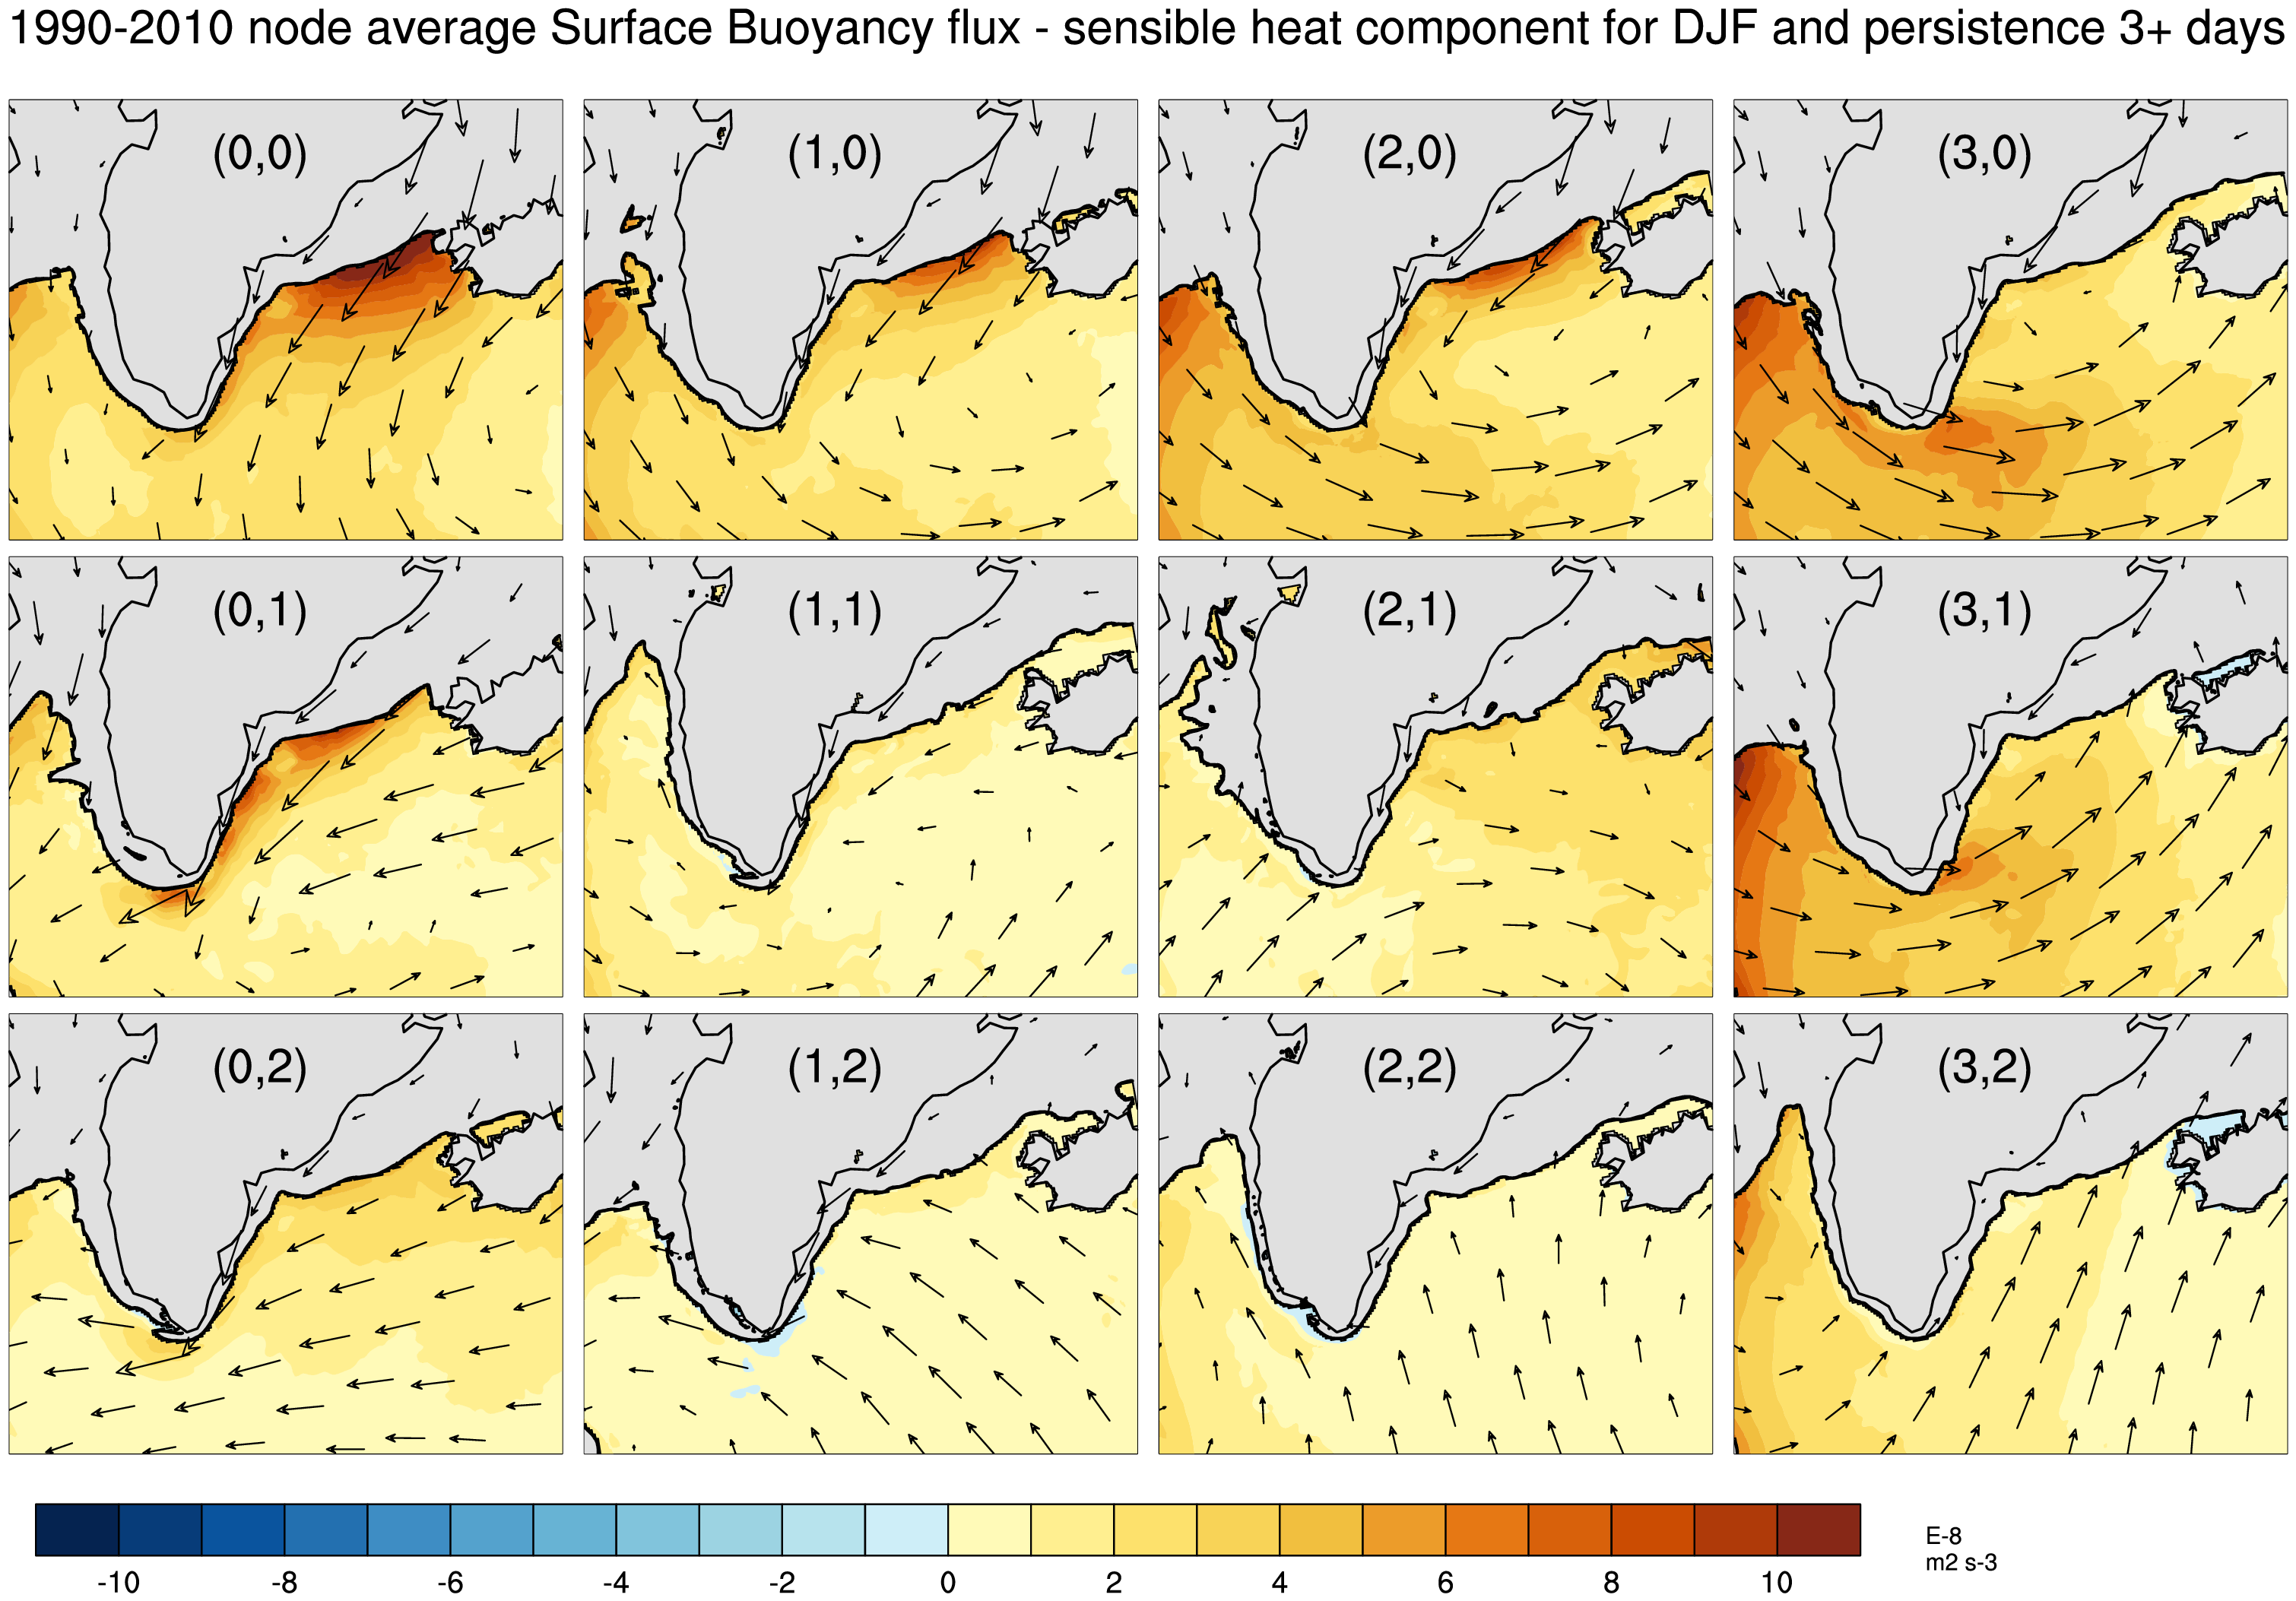 1990-2010 node average Surface Buoyancy flux - sensible heat component for DJF and persistence 3+ days
(0,0) (1,0) (2,0) (3,0)
(0,1) (1,1) (2,1) (3,1)
(0,2) (1,2) (2,2) (3,2)
-10 -8 -6 -4 -2 0 2 4 6 8 10
E-8
m2 s-3